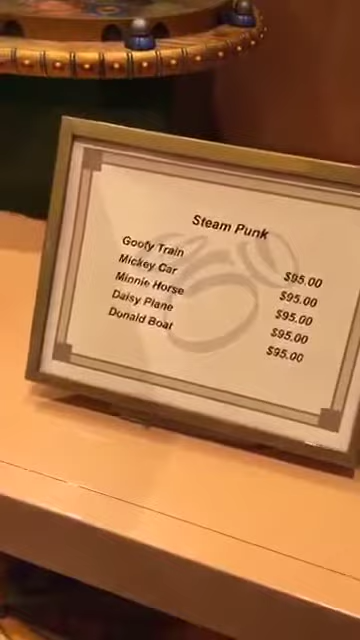 Steam Punk
Goofy Train $95.00
Mickey Car $95.00
Minnie Horse $95.00
Daisy Plane $95.00
Donald Boat $95.00